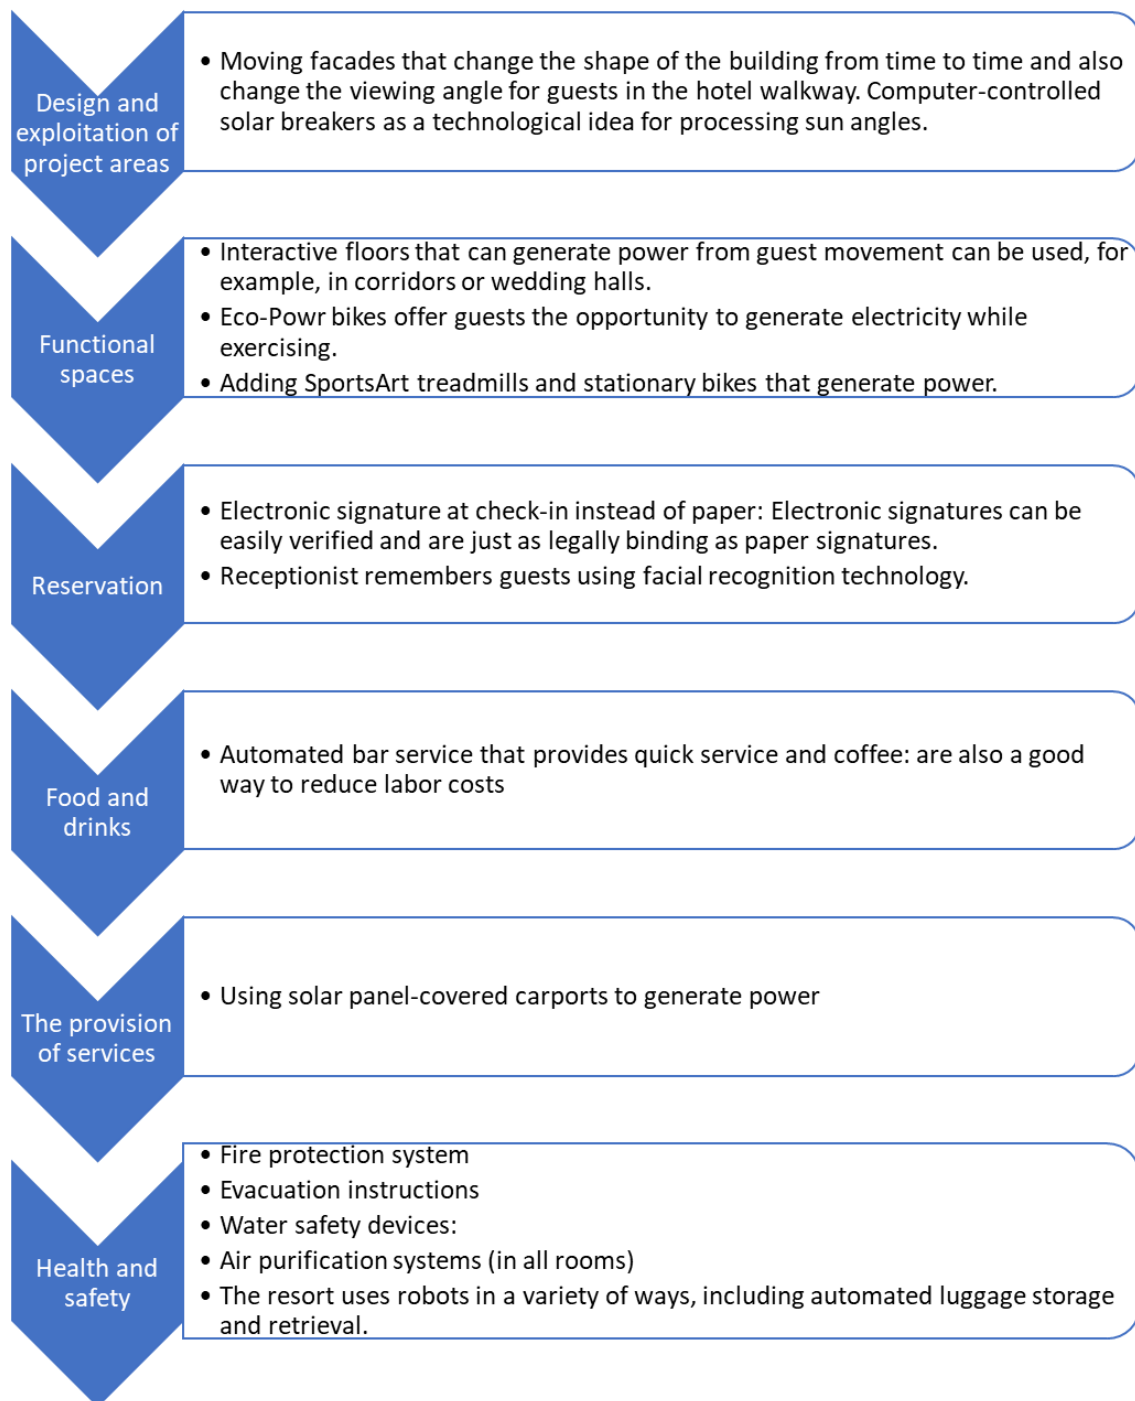 Design and
exploitation of
project areas
• Moving facades that change the shape of the building from time to time and also
change the viewing angle for guests in the hotel walkway. Computer-controlled
solar breakers as a technological idea for processing sun angles.
Functional
spaces
• Interactive floors that can generate power from guest movement can be used, for
example, in corridors or wedding halls.
• Eco-Powr bikes offer guests the opportunity to generate electricity while
exercising.
• Adding SportsArt treadmills and stationary bikes that generate power.
Reservation
• Electronic signature at check-in instead of paper: Electronic signatures can be
easily verified and are just as legally binding as paper signatures.
• Receptionist remembers guests using facial recognition technology.
Food and
drinks
• Automated bar service that provides quick service and coffee: are also a good
way to reduce labor costs
The provision
of services
• Using solar panel-covered carports to generate power
Health and
safety
• Fire protection system
• Evacuation instructions
• Water safety devices:
• Air purification systems (in all rooms)
• The resort uses robots in a variety of ways, including automated luggage storage
and retrieval.